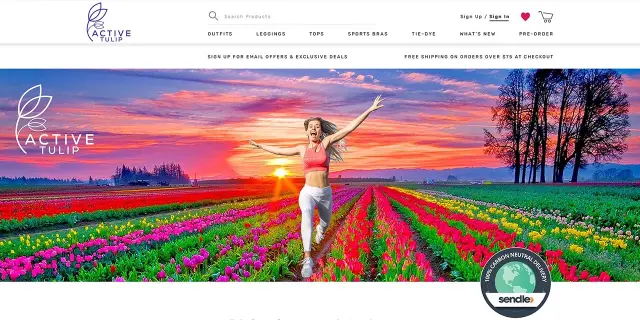 ACTIVE
TULIP
Search Products
Sign Up / Sign In
OUTFITS LEGGINGS TOPS SPORTS BRAS TIE-DYE WHAT'S NEW PRE-ORDER
SIGN UP FOR EMAIL OFFERS & EXCLUSIVE DEALS FREE SHIPPING ON ORDERS OVER $75 AT CHECKOUT
ACTIVE
TULIP
100% CARBON NEUTRAL DELIVERY
sendle